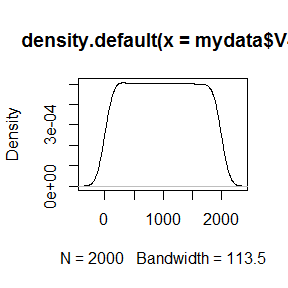 density.default(x = mydata$V
Density
3e-04
0e+00
0 1000 2000
N = 2000 Bandwidth = 113.5